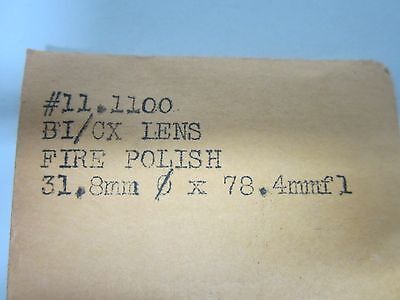 #11.1100
BI/CX LENS
FIRE POLISH
31.8mm Ø x 78.4mmfl